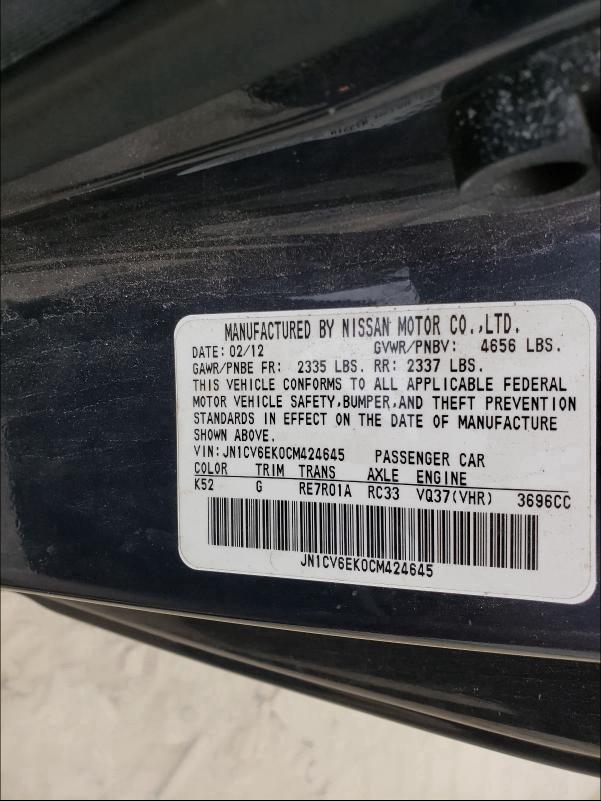 MANUFACTURED BY NISSAN MOTOR CO.,LTD.
DATE: 02/12 GVWR/PNBV: 4656 LBS.
GAWR/PNBE FR: 2335 LBS. RR: 2337 LBS.
THIS VEHICLE CONFORMS TO ALL APPLICABLE FEDERAL
MOTOR VEHICLE SAFETY,BUMPER,AND THEFT PREVENTION
STANDARDS IN EFFECT ON THE DATE OF MANUFACTURE
SHOWN ABOVE.
VIN:JN1CV6EK0CM424645 PASSENGER CAR
COLOR TRIM TRANS AXLE ENGINE
K52 G RE7R01A RC33 VQ37(VHR) 3696CC
JN1CV6EK0CM424645